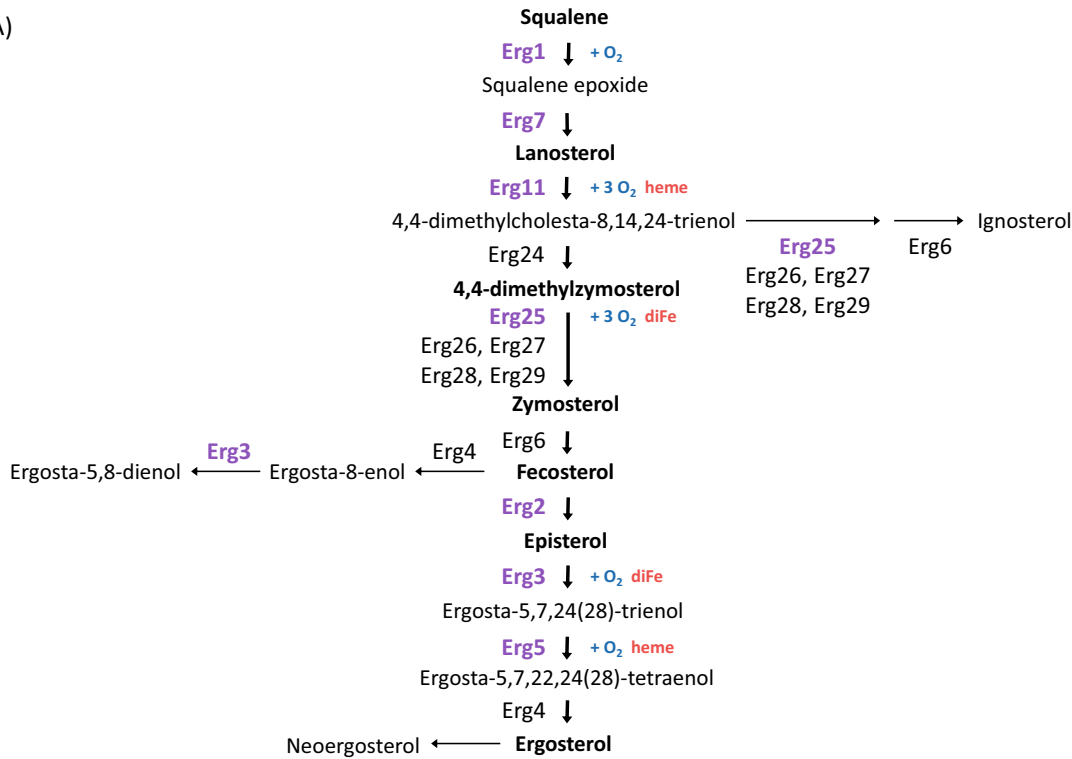 A)
Squalene
Erg1 + O2
Squalene epoxide
Erg7
Lanosterol
Erg11 + 3 O2 heme
4,4-dimethylcholesta-8,14,24-trienol Ignosterol
Erg24 Erg25 Erg6
Erg26, Erg27
Erg28, Erg29
4,4-dimethylzymosterol
Erg25 + 3 O2 diFe
Erg26, Erg27
Erg28, Erg29
Zymosterol
Erg6
Ergosta-5,8-dienol Erg3 Ergosta-8-enol Erg4 Fecosterol
Erg2
Episterol
Erg3 + O2 diFe
Ergosta-5,7,24(28)-trienol
Erg5 + O2 heme
Ergosta-5,7,22,24(28)-tetraenol
Erg4
Neoergosterol Ergosterol